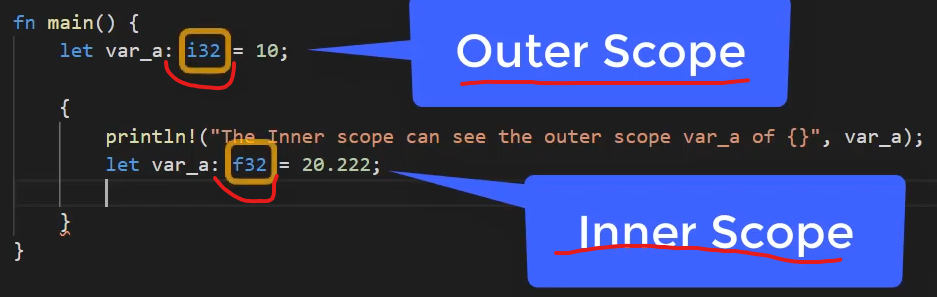 fn main() {
let var_a: i32 = 10;
Outer Scope
{
println!("The Inner scope can see the outer scope var_a of {}", var_a);
let var_a: f32 = 20.222;
Inner Scope
}
}